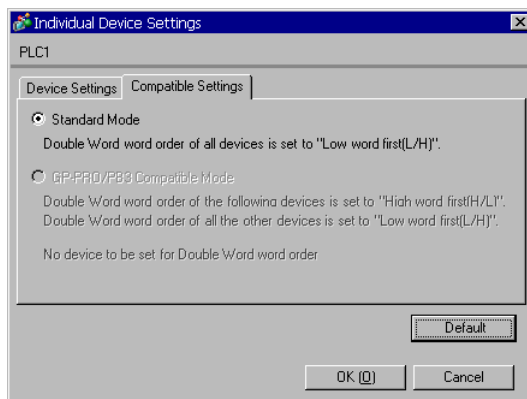 Individual Device Settings
PLC1
Device Settings
Compatible Settings
Standard Mode
Double Word word order of all devices is set to "Low word first(L/H)".
GP-PRO/PB3 Compatible Mode
Double Word word order of the following devices is set to "High word first(H/L)".
Double Word word order of all the other devices is set to "Low word first(L/H)".
No device to be set for Double Word word order
Default
OK (O)
Cancel